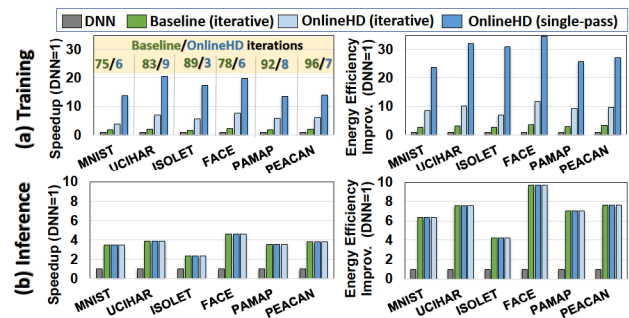 DNN Baseline (iterative) OnlineHD (iterative) OnlineHD (single-pass)
(a) Training
Speedup (DNN=1)
30
20
10
0
Baseline/OnlineHD iterations
75/6 83/9 89/3 78/6 92/8 96/7
MNIST UCIHAR ISOLET FACE PAMAP PEACAN
Energy Efficiency
Improv. (DNN=1)
30
20
10
0
MNIST UCIHAR ISOLET FACE PAMAP PEACAN
(b) Inference
Speedup (DNN=1)
10
8
6
4
2
0
MNIST UCIHAR ISOLET FACE PAMAP PEACAN
Energy Efficiency
Improv. (DNN=1)
10
8
6
4
2
0
MNIST UCIHAR ISOLET FACE PAMAP PEACAN